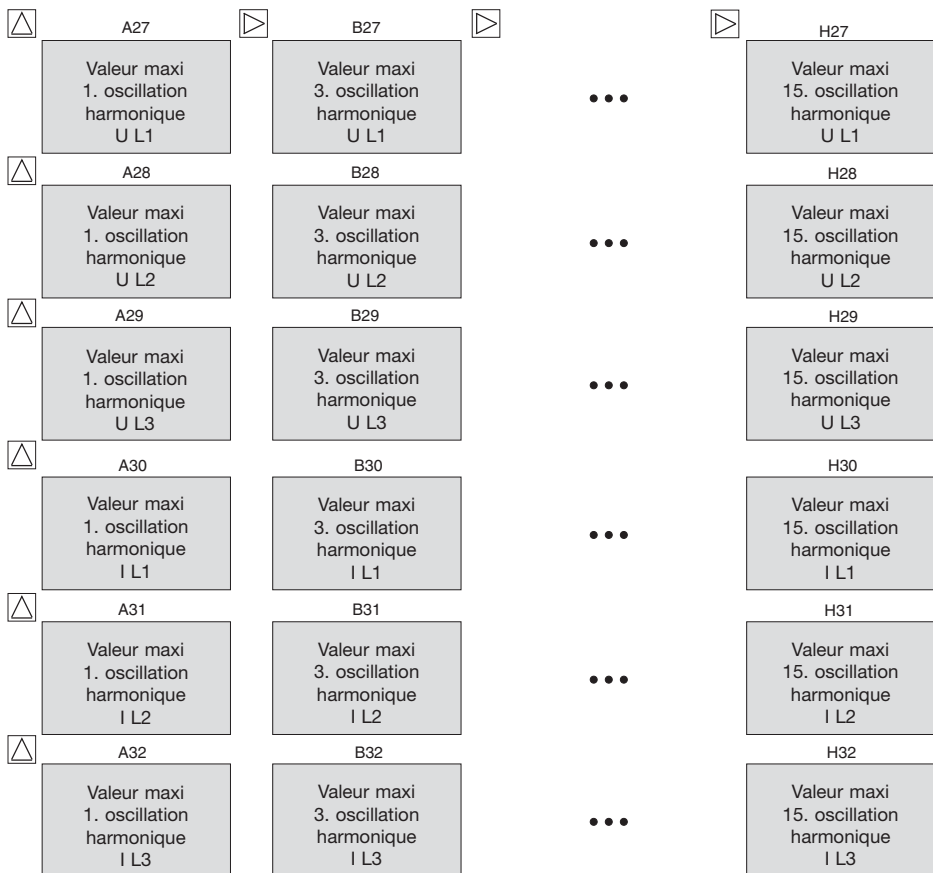 A27 B27 H27
Valeur maxi Valeur maxi Valeur maxi
1. oscillation 3. oscillation 15. oscillation
harmonique harmonique harmonique
U L1 U L1 U L1
A28 B28 H28
Valeur maxi Valeur maxi Valeur maxi
1. oscillation 3. oscillation 15. oscillation
harmonique harmonique harmonique
U L2 U L2 U L2
A29 B29 H29
Valeur maxi Valeur maxi Valeur maxi
1. oscillation 3. oscillation 15. oscillation
harmonique harmonique harmonique
U L3 U L3 U L3
A30 B30 H30
Valeur maxi Valeur maxi Valeur maxi
1. oscillation 3. oscillation 15. oscillation
harmonique harmonique harmonique
I L1 I L1 I L1
A31 B31 H31
Valeur maxi Valeur maxi Valeur maxi
1. oscillation 3. oscillation 15. oscillation
harmonique harmonique harmonique
I L2 I L2 I L2
A32 B32 H32
Valeur maxi Valeur maxi Valeur maxi
1. oscillation 3. oscillation 15. oscillation
harmonique harmonique harmonique
I L3 I L3 I L3